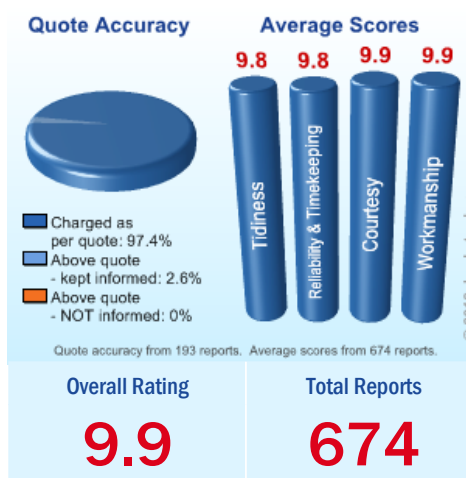 Quote Accuracy
Average Scores
9.8
9.8
9.9
9.9
Tidiness
Reliability & Timekeeping
Courtesy
Workmanship
Charged as
per quote: 97.4%
Above quote
- kept informed: 2.6%
Above quote
- NOT informed: 0%
Quote accuracy from 193 reports. Average scores from 674 reports.
Overall Rating
Total Reports
9.9
674